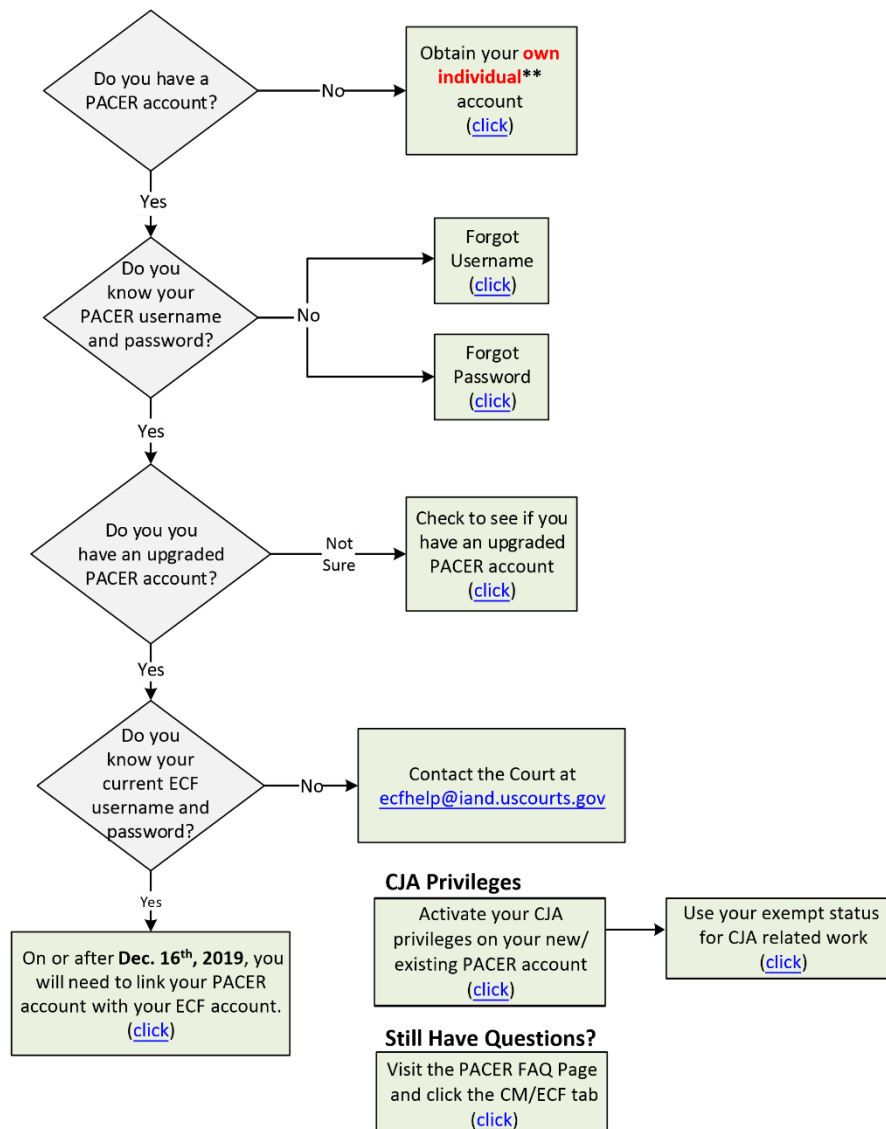 Do you have a
PACER account?
No
Obtain your own
individual**
account
(click)
Yes
Do you
know your
PACER username
and password?
No
Forgot
Username
(click)
Forgot
Password
(click)
Yes
Do you you
have an upgraded
PACER account?
Not
Sure
Check to see if you
have an upgraded
PACER account
(click)
Yes
Do you
know your
current ECF
username and
password?
No
Contact the Court at
ecfhelp@iand.uscourts.gov
Yes
On or after Dec. 16th, 2019, you
will need to link your PACER
account with your ECF account.
(click)
CJA Privileges
Activate your CJA
privileges on your new/
existing PACER account
(click)
Use your exempt status
for CJA related work
(click)
Still Have Questions?
Visit the PACER FAQ Page
and click the CM/ECF tab
(click)